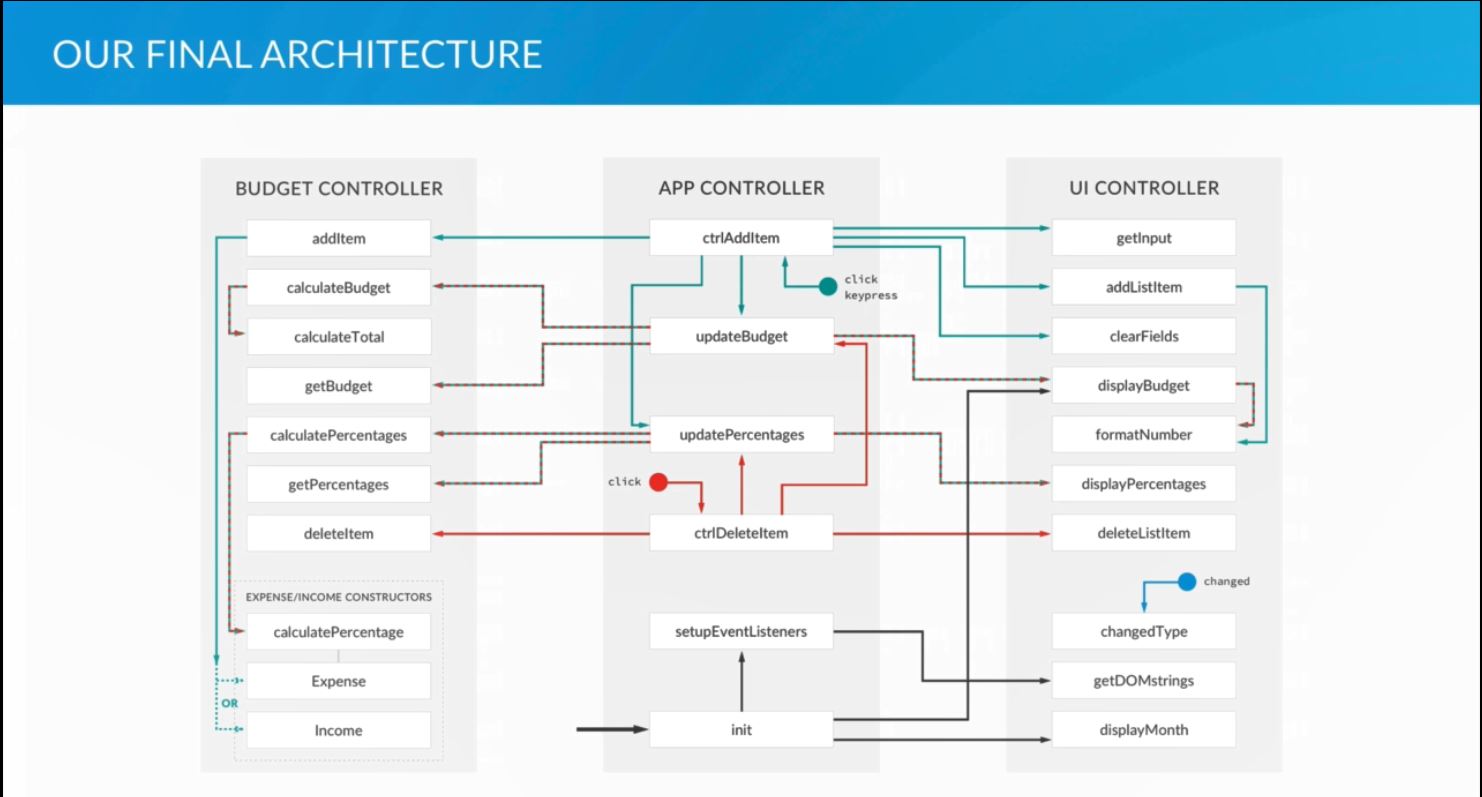 OUR FINAL ARCHITECTURE
BUDGET CONTROLLER
addItem
calculateBudget
calculateTotal
getBudget
calculatePercentages
getPercentages
deleteItem
EXPENSE/INCOME CONSTRUCTORS
calculatePercentage
Expense
OR
Income
APP CONTROLLER
ctrlAddItem
click
keypress
updateBudget
updatePercentages
click
ctrlDeleteItem
setupEventListeners
init
UI CONTROLLER
getInput
addListItem
clearFields
displayBudget
formatNumber
displayPercentages
deleteListItem
changed
changedType
getDOMstrings
displayMonth